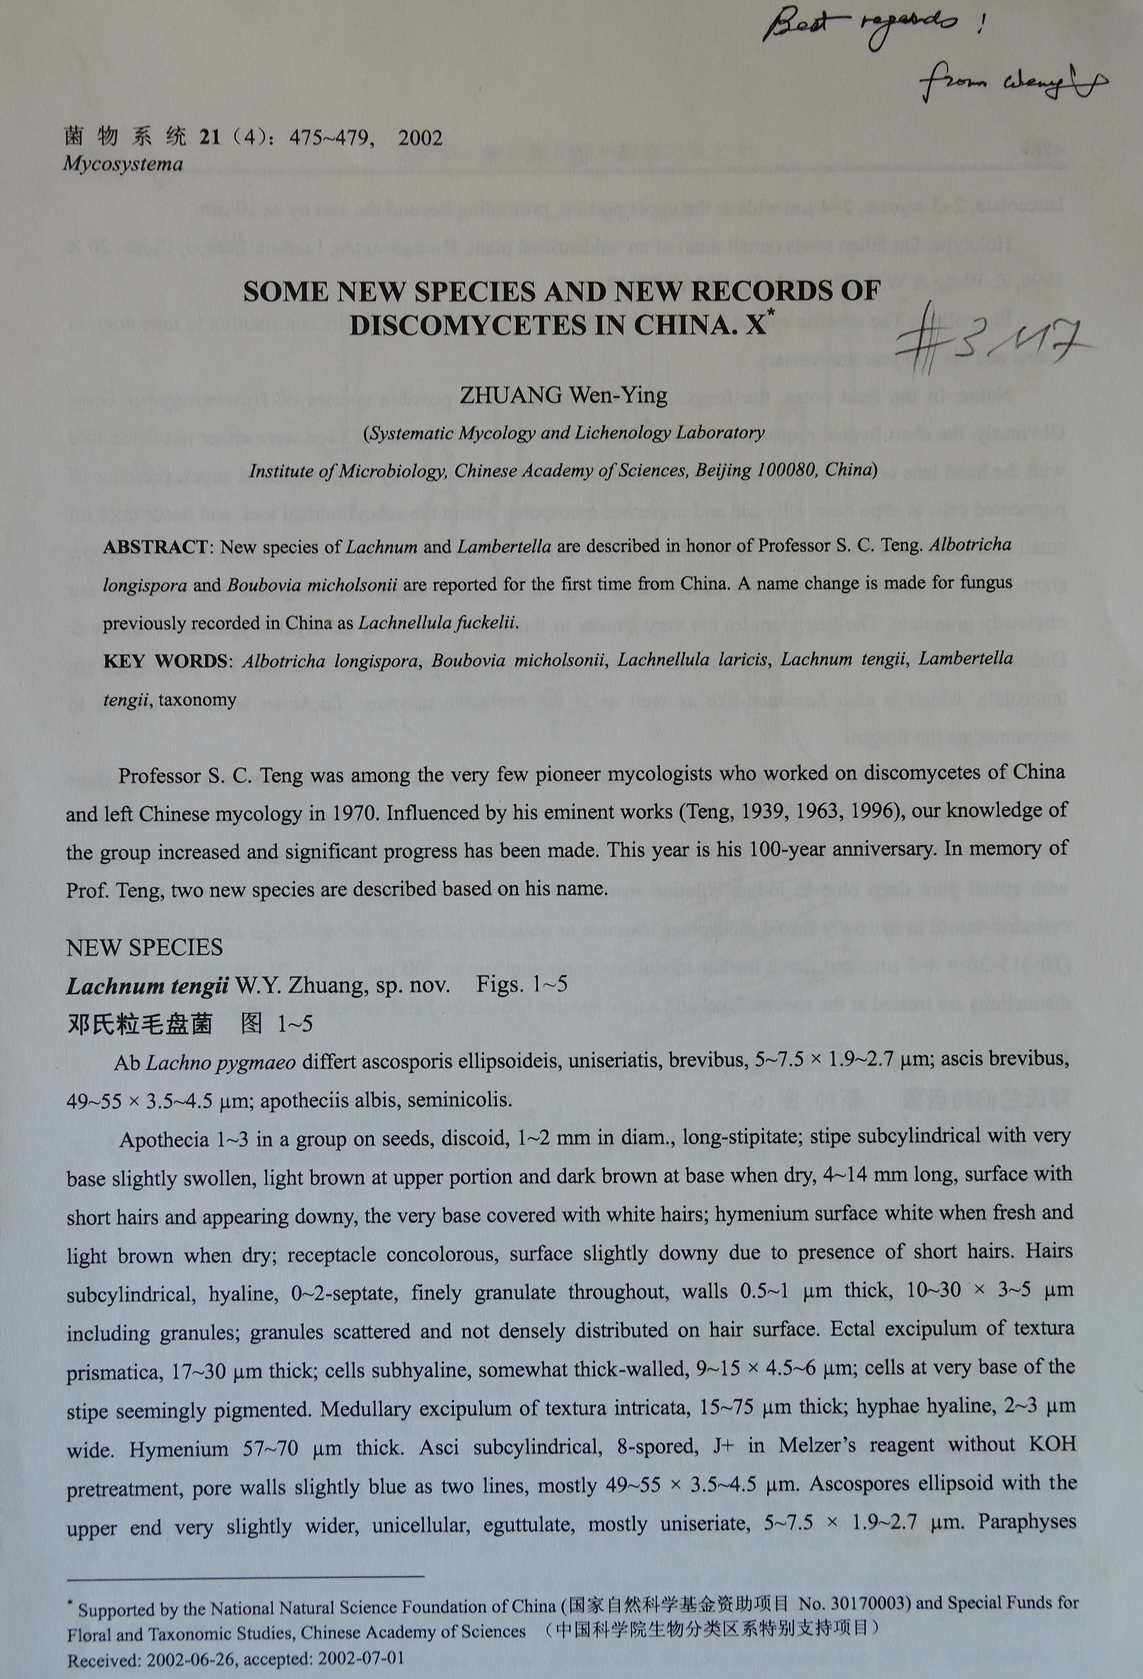 Best regards !
from
菌 物 系 统 21 (4): 475~479, 2002
Mycosystema
SOME NEW SPECIES AND NEW RECORDS OF
DISCOMYCETES IN CHINA. X*
ZHUANG Wen-Ying
(Systematic Mycology and Lichenology Laboratory
Institute of Microbiology, Chinese Academy of Sciences, Beijing 100080, China)
ABSTRACT: New species of Lachnum and Lambertella are described in honor of Professor S. C. Teng. Albotricha
longispora and Boubovia micholsonii are reported for the first time from China. A name change is made for fungus
previously recorded in China as Lachnellula fuckelii.
KEY WORDS: Albotricha longispora, Boubovia micholsonii, Lachnellula laricis, Lachnum tengii, Lambertella
tengii, taxonomy
Professor S. C. Teng was among the very few pioneer mycologists who worked on discomycetes of China
and left Chinese mycology in 1970. Influenced by his eminent works (Teng, 1939, 1963, 1996), our knowledge of
the group increased and significant progress has been made. This year is his 100-year anniversary. In memory of
Prof. Teng, two new species are described based on his name.
NEW SPECIES
Lachnum tengii W.Y. Zhuang, sp. nov. Figs. 1~5
邓氏粒毛盘菌 图 1~5
Ab Lachno pygmaeo differt ascosporis ellipsoideis, uniseriatis, brevibus, 5~7.5 × 1.9~2.7 μm; ascis brevibus,
49~55 × 3.5~4.5 μm; apotheciis albis, seminicolis.
Apothecia 1~3 in a group on seeds, discoid, 1~2 mm in diam., long-stipitate; stipe subcylindrical with very
base slightly swollen, light brown at upper portion and dark brown at base when dry, 4~14 mm long, surface with
short hairs and appearing downy, the very base covered with white hairs; hymenium surface white when fresh and
light brown when dry; receptacle concolorous, surface slightly downy due to presence of short hairs. Hairs
subcylindrical, hyaline, 0~2-septate, finely granulate throughout, walls 0.5~1 μm thick, 10~30 × 3~5 μm
including granules; granules scattered and not densely distributed on hair surface. Ectal excipulum of textura
prismatica, 17~30 μm thick; cells subhyaline, somewhat thick-walled, 9~15 × 4.5~6 μm; cells at very base of the
stipe seemingly pigmented. Medullary excipulum of textura intricata, 15~75 μm thick; hyphae hyaline, 2~3 μm
wide. Hymenium 57~70 μm thick. Asci subcylindrical, 8-spored, J+ in Melzer's reagent without KOH
pretreatment, pore walls slightly blue as two lines, mostly 49~55 × 3.5~4.5 μm. Ascospores ellipsoid with the
upper end very slightly wider, unicellular, eguttulate, mostly uniseriate, 5~7.5 × 1.9~2.7 μm. Paraphyses
* Supported by the National Natural Science Foundation of China (国家自然科学基金资助项目 No. 30170003) and Special Funds for
Floral and Taxonomic Studies, Chinese Academy of Sciences （中国科学院生物分类区系特别支持项目）
Received: 2002-06-26, accepted: 2002-07-01